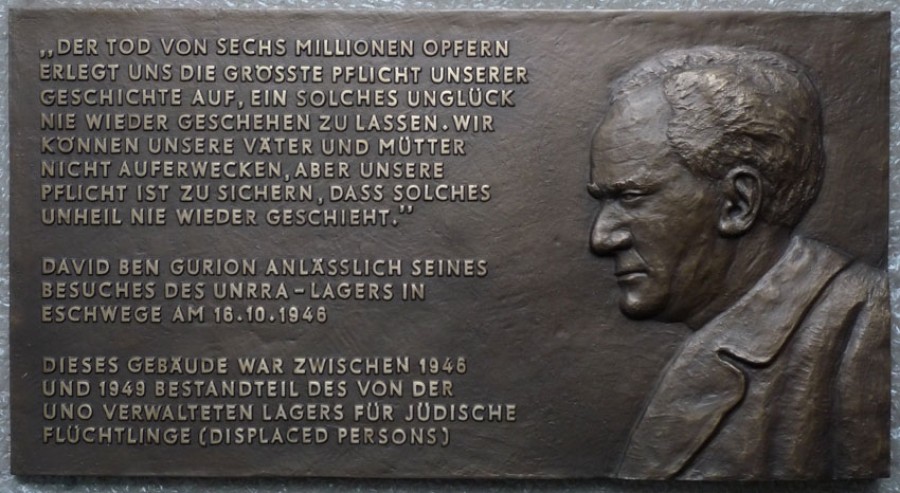 „DER TOD VON SECHS MILLIONEN OPFERN
ERLEGT UNS DIE GRÖSSTE PFLICHT UNSERER
GESCHICHTE AUF, EIN SOLCHES UNGLÜCK
NIE WIEDER GESCHEHEN ZU LASSEN. WIR
KÖNNEN UNSERE VÄTER UND MÜTTER
NICHT AUFERWECKEN, ABER UNSERE
PFLICHT IST ZU SICHERN, DASS SOLCHES
UNHEIL NIE WIEDER GESCHIEHT.”
DAVID BEN GURION ANLÄSSLICH SEINES
BESUCHES DES UNRRA-LAGERS IN
ESCHWEGE AM 16.10.1946
DIESES GEBÄUDE WAR ZWISCHEN 1946
UND 1949 BESTANDTEIL DES VON DER
UNO VERWALTETEN LAGERS FÜR JÜDISCHE
FLÜCHTLINGE (DISPLACED PERSONS)